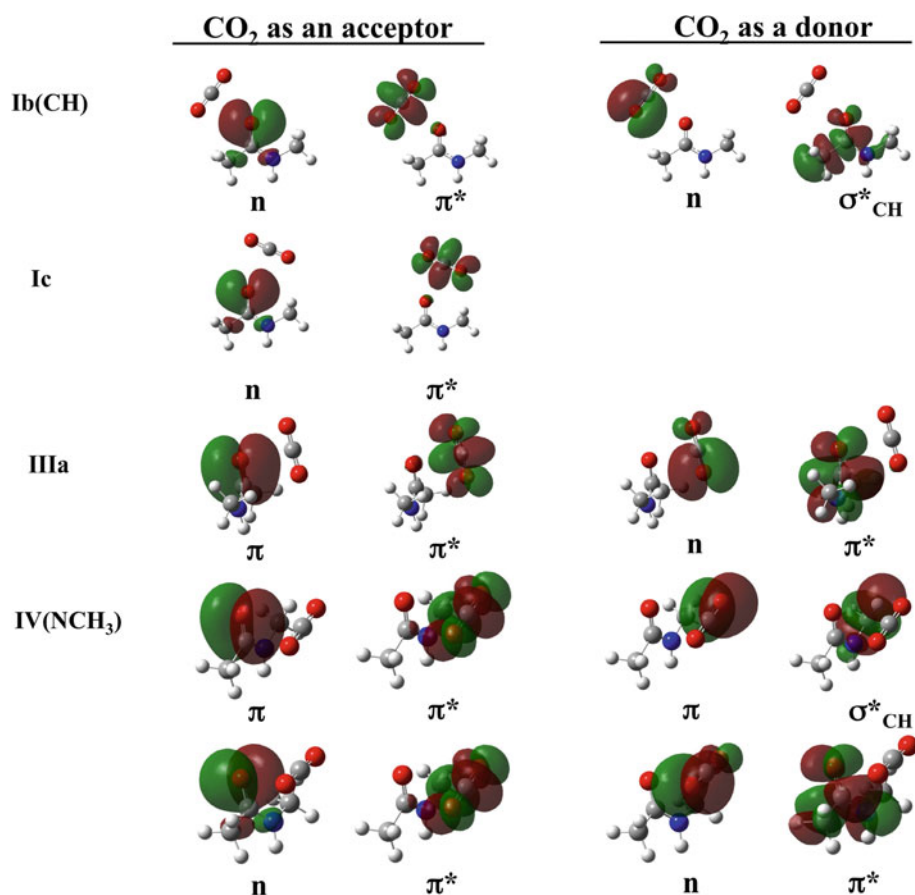 CO₂ as an acceptor CO₂ as a donor
Ib(CH)
n π* n σ*CH
Ic
n π*
IIIa
π π* n π*
IV(NCH₃)
π π* π σ*CH
n π* n π*